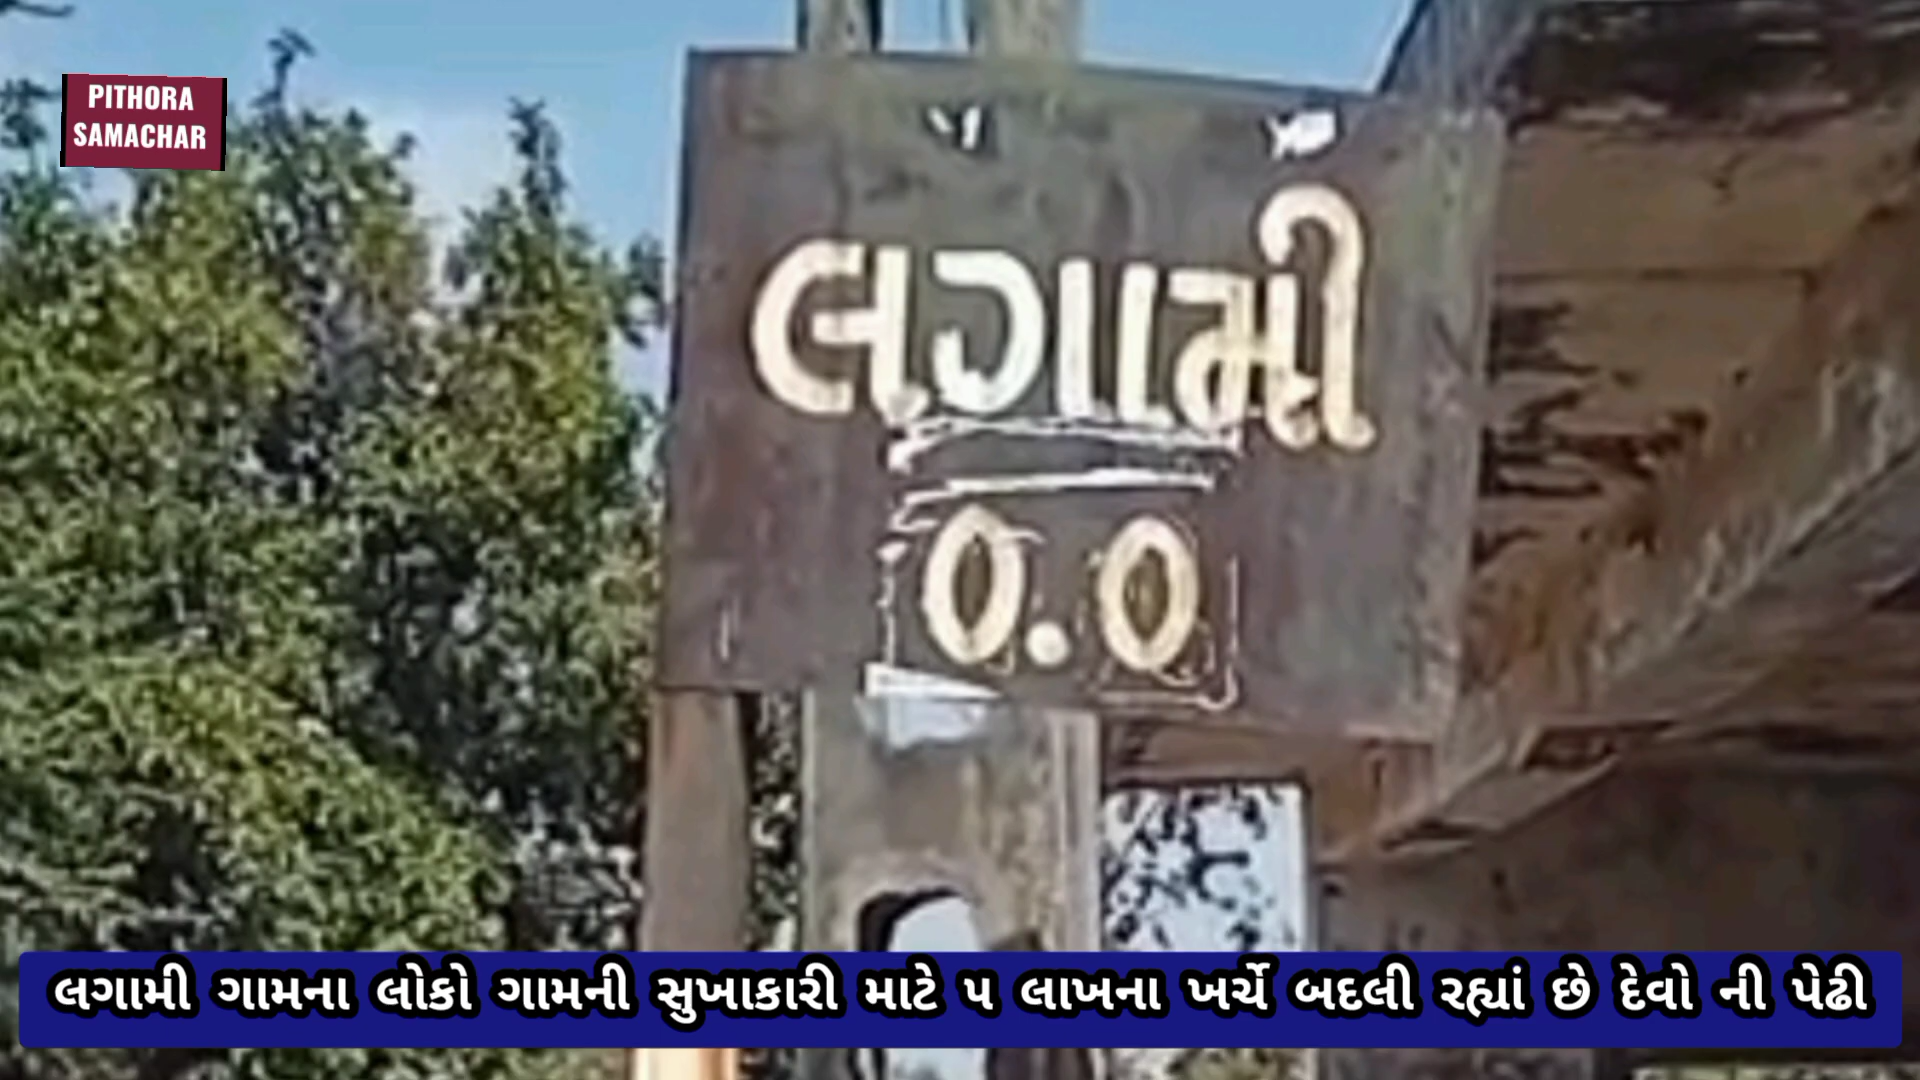 PITHORA
SAMACHAR
લગામી
0.0
લગામી ગામના લોકો ગામની સુખાકારી માટે ૫ લાખના ખર્ચે બદલી રહ્યાં છે દેવો ની પેઢી